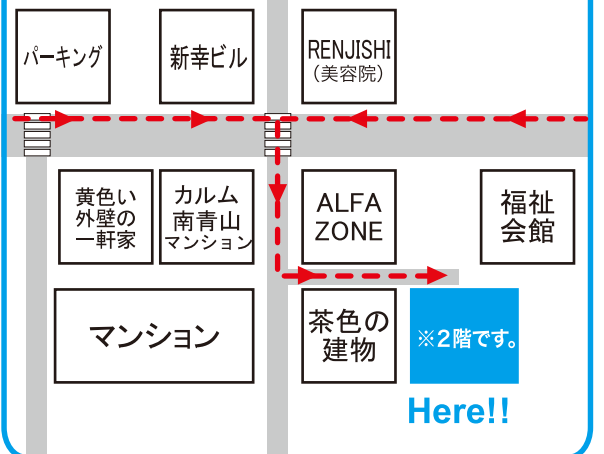 パーキング
新幸ビル
RENJISHI
（美容院）
黄色い
外壁の
一軒家
カルム
南青山
マンション
ALFA
ZONE
福祉
会館
マンション
茶色の
建物
※2階です。
Here!!